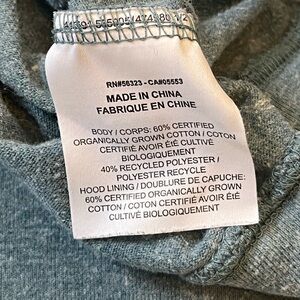 RN#56323 - CA#05553
MADE IN CHINA
FABRIQUE EN CHINE
BODY / CORPS: 60% CERTIFIED
ORGANICALLY GROWN COTTON / COTON
CERTIFIÉ AVOIR ÉTÉ CULTIVÉ
BIOLOGIQUEMENT
40% RECYCLED POLYESTER /
POLYESTER RECYCLE
HOOD LINING / DOUBLURE DE CAPUCHE:
60% CERTIFIED ORGANICALLY GROWN
COTTON / COTON CERTIFIÉ AVOIR ÉTÉ
CULTIVÉ BIOLOGIQUEMENT